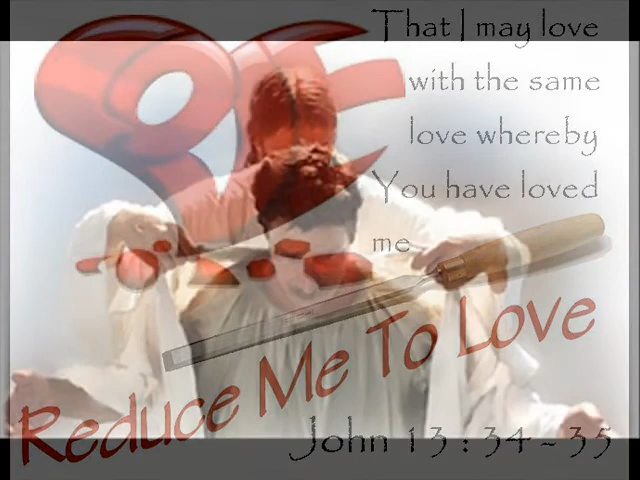 That I may love
with the same
love whereby
You have loved
me
Reduce Me To Love
John 13 : 34 - 35